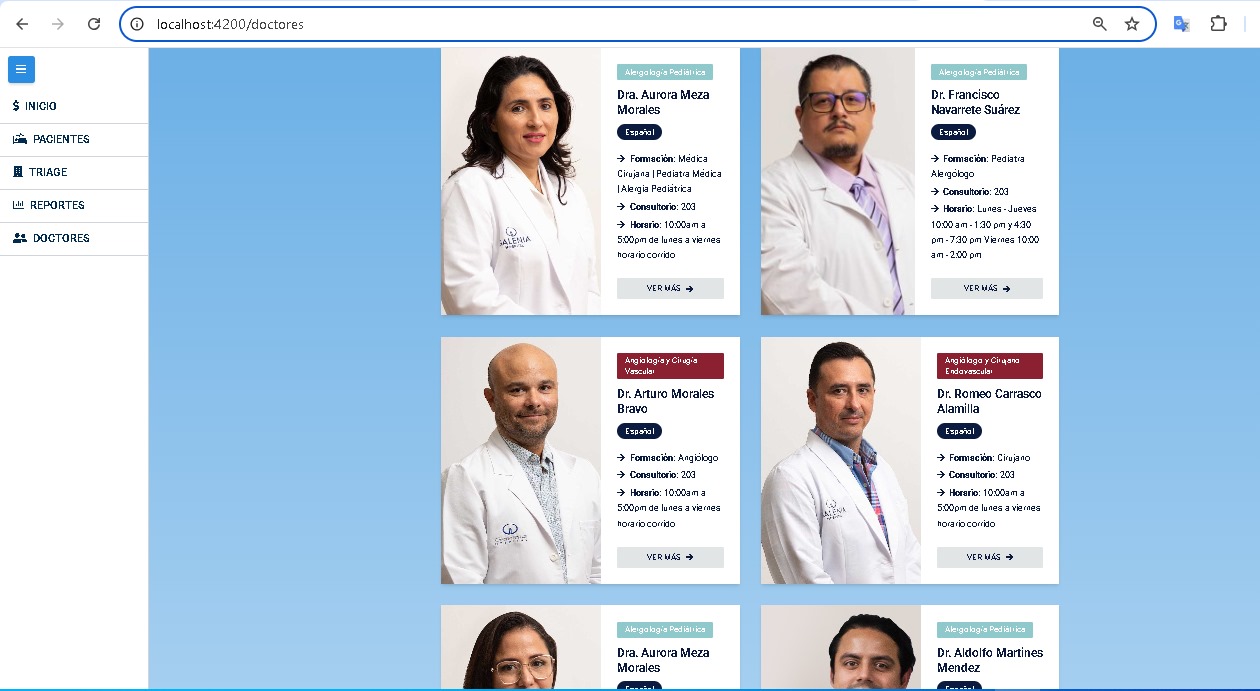 localhost:4200/doctores
INICIO
PACIENTES
TRIAGE
REPORTES
DOCTORES
Alergología Pediátrica
Dra. Aurora Meza
Morales
Español
Formación: Médica
Cirujana | Pediatra Médica
| Alergia Pediátrica
Consultorio: 203
Horario: 10:00am a
5:00pm de lunes a viernes
horario corrido
VER MÁS
GALENIA
HOSPITAL
Alergología Pediátrica
Dr. Francisco
Navarrete Suárez
Español
Formación: Pediatra
Alergólogo
Consultorio: 203
Horario: Lunes - Jueves
10:00 am - 1:30 pm y 4:30
pm - 7:30 pm Viernes 10:00
am - 2:00 pm
VER MÁS
Angiología y Cirugía
Vascular
Dr. Arturo Morales
Bravo
Español
Formación: Angiólogo
Consultorio: 203
Horario: 10:00am a
5:00pm de lunes a viernes
horario corrido
VER MÁS
Angiólogo y Cirujano
Endovascular
Dr. Romeo Carrasco
Alamilla
Español
Formación: Cirujano
Consultorio: 203
Horario: 10:00am a
5:00pm de lunes a viernes
horario corrido
VER MÁS
GALENIA
Alergología Pediátrica
Dra. Aurora Meza
Morales
Español
Alergología Pediátrica
Dr. Aldolfo Martines
Mendez
Español